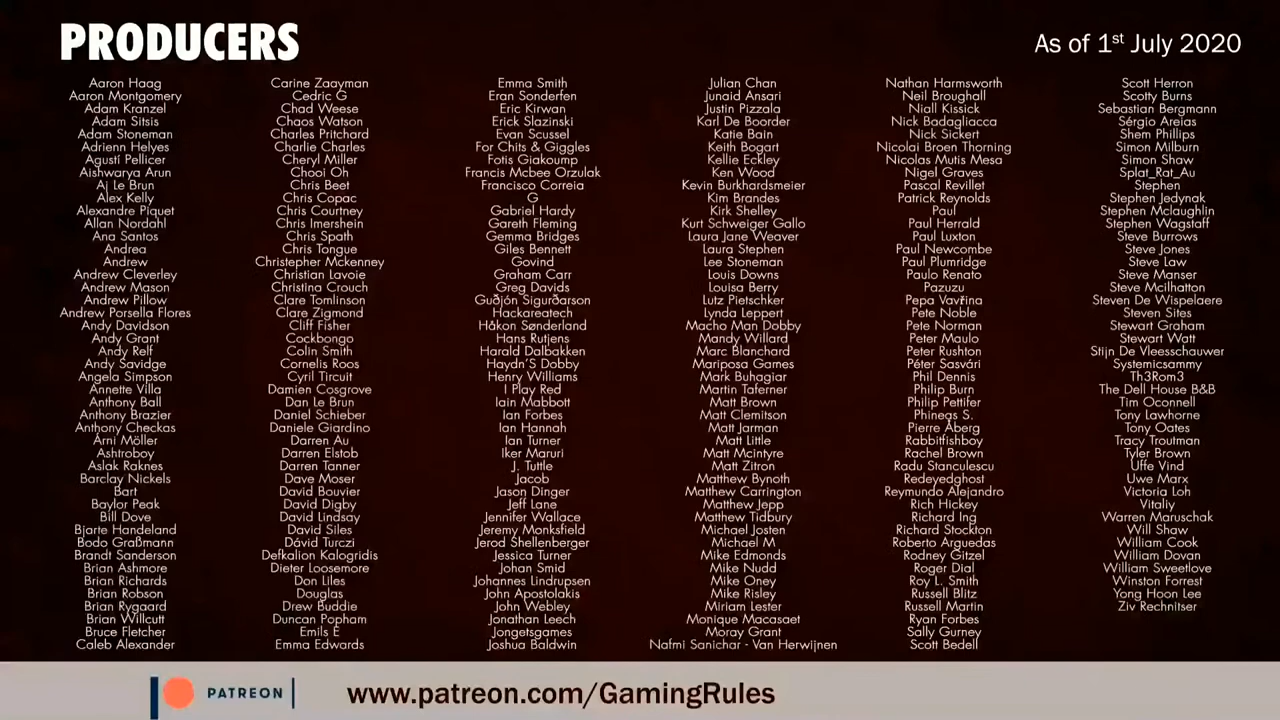 PRODUCERS
As of 1st July 2020
Aaron Haag
Aaron Montgomery
Adam Kranzel
Adam Sitsis
Adam Stoneman
Adrienn Helyes
Agustí Pellicer
Aishwarya Arun
Aj Le Brun
Alex Kelly
Alexandre Piquet
Allan Nordahl
Ana Santos
Andrea
Andrew
Andrew Cleverley
Andrew Mason
Andrew Pillow
Andrew Porsella Flores
Andy Davidson
Andy Grant
Andy Relf
Andy Savidge
Angela Simpson
Annette Villa
Anthony Ball
Anthony Brazier
Anthony Checkas
Árni Möller
Ashtroboy
Aslak Raknes
Barclay Nickels
Bart
Baylor Peak
Bill Dove
Bjarte Handeland
Bodo Graßmann
Brandt Sanderson
Brian Ashmore
Brian Richards
Brian Robson
Brian Rygaard
Brian Willcutt
Bruce Fletcher
Caleb Alexander
Carine Zaayman
Cedric G
Chad Weese
Chaos Watson
Charles Pritchard
Charlie Charles
Cheryl Miller
Chooi Oh
Chris Beet
Chris Copac
Chris Courtney
Chris Imershein
Chris Spath
Chris Tongue
Christepher Mckenney
Christian Lavoie
Christina Crouch
Clare Tomlinson
Clare Zigmond
Cliff Fisher
Cockbongo
Colin Smith
Cornelis Roos
Cyril Tircuit
Damien Cosgrove
Dan Le Brun
Daniel Schieber
Daniele Giardino
Darren Au
Darren Elstob
Darren Tanner
Dave Moser
David Bouvier
David Digby
David Lindsay
David Siles
Dávid Turczi
Defkalion Kalogridis
Dieter Loosemore
Don Liles
Douglas
Drew Buddie
Duncan Popham
Emils E
Emma Edwards
Emma Smith
Eran Sonderfen
Eric Kirwan
Erick Slazinski
Evan Scussel
For Chits & Giggles
Fotis Giakoump
Francis Mcbee Orzulak
Francisco Correia
G
Gabriel Hardy
Gareth Fleming
Gemma Bridges
Giles Bennett
Govind
Graham Carr
Greg Davids
Guðjón Sigurðarson
Hackareatech
Håkon Sønderland
Hans Rutjens
Harald Dalbakken
Haydn'S Dobby
Henry Williams
I Play Red
Iain Mabbott
Ian Forbes
Ian Hannah
Ian Turner
Iker Maruri
J. Tuttle
Jacob
Jason Dinger
Jeff Lane
Jennifer Wallace
Jeremy Monksfield
Jerod Shellenberger
Jessica Turner
Johan Smid
Johannes Lindrupsen
John Apostolakis
John Webley
Jonathan Leech
Jongetsgames
Joshua Baldwin
Julian Chan
Junaid Ansari
Justin Pizzala
Karl De Boorder
Katie Bain
Keith Bogart
Kellie Eckley
Ken Wood
Kevin Burkhardsmeier
Kim Brandes
Kirk Shelley
Kurt Schweiger Gallo
Laura Jane Weaver
Laura Stephen
Lee Stoneman
Louis Downs
Louisa Berry
Lutz Pietschker
Lynda Leppert
Macho Man Dobby
Mandy Willard
Marc Blanchard
Mariposa Games
Mark Buhagiar
Martin Taferner
Matt Brown
Matt Clemitson
Matt Jarman
Matt Little
Matt Mcintyre
Matt Zitron
Matthew Bynoth
Matthew Carrington
Matthew Jepp
Matthew Tidbury
Michael Josten
Michael M
Mike Edmonds
Mike Nudd
Mike Oney
Mike Risley
Miriam Lester
Monique Macasaet
Moray Grant
Nafmi Sanichar - Van Herwijnen
Nathan Harmsworth
Neil Broughall
Niall Kissick
Nick Badagliacca
Nick Sickert
Nicolai Broen Thorning
Nicolas Mutis Mesa
Nigel Graves
Pascal Revillet
Patrick Reynolds
Paul
Paul Herrald
Paul Luxton
Paul Newcombe
Paul Plumridge
Paulo Renato
Pazuzu
Pepa Vavřina
Pete Noble
Pete Norman
Peter Maulo
Peter Rushton
Péter Sasvári
Phil Dennis
Philip Burn
Philip Pettifer
Phineas S.
Pierre Åberg
Rabbitfishboy
Rachel Brown
Radu Stanculescu
Redeyedghost
Reymundo Alejandro
Rich Hickey
Richard Ing
Richard Stockton
Roberto Arguedas
Rodney Gitzel
Roger Dial
Roy L. Smith
Russell Blitz
Russell Martin
Ryan Forbes
Sally Gurney
Scott Bedell
Scott Herron
Scotty Burns
Sebastian Bergmann
Sérgio Areias
Shem Phillips
Simon Milburn
Simon Shaw
Splat_Rat_Au
Stephen
Stephen Jedynak
Stephen Mclaughlin
Stephen Wagstaff
Steve Burrows
Steve Jones
Steve Law
Steve Manser
Steve Mcilhatton
Steven De Wispelaere
Steven Sites
Stewart Graham
Stewart Watt
Stijn De Vleesschauwer
Systemicsammy
Th3Rom3
The Dell House B&B
Tim Oconnell
Tony Lawhorne
Tony Oates
Tracy Troutman
Tyler Brown
Uffe Vind
Uwe Marx
Victoria Loh
Vitaliy
Warren Maruschak
Will Shaw
William Cook
William Dovan
William Sweetlove
Winston Forrest
Yong Hoon Lee
Ziv Rechnitser
PATREON
www.patreon.com/GamingRules